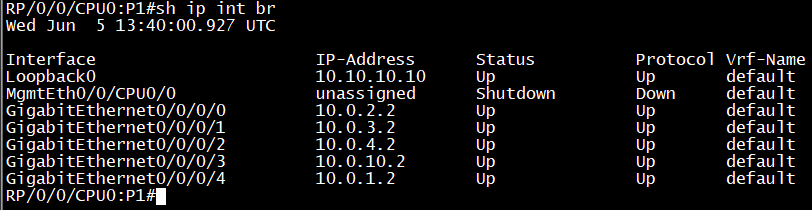 RP/0/0/CPU0:P1#sh ip int br
Wed Jun  5 13:40:00.927 UTC

Interface                      IP-Address      Status          Protocol Vrf-Name
Loopback0                      10.10.10.10     Up              Up       default
MgmtEth0/0/CPU0/0              unassigned      Shutdown        Down     default
GigabitEthernet0/0/0/0         10.0.2.2        Up              Up       default
GigabitEthernet0/0/0/1         10.0.3.2        Up              Up       default
GigabitEthernet0/0/0/2         10.0.4.2        Up              Up       default
GigabitEthernet0/0/0/3         10.0.10.2       Up              Up       default
GigabitEthernet0/0/0/4         10.0.1.2        Up              Up       default
RP/0/0/CPU0:P1#